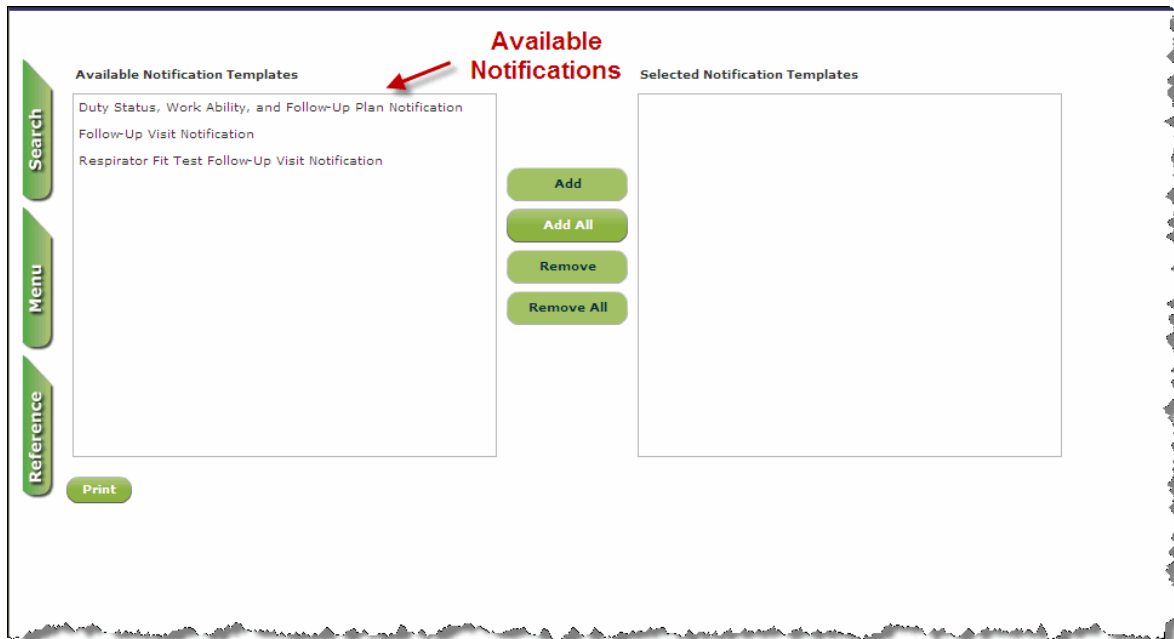 Available
Notifications
Available Notification Templates
Selected Notification Templates
Duty Status, Work Ability, and Follow-Up Plan Notification
Follow-Up Visit Notification
Respirator Fit Test Follow-Up Visit Notification
Search
Menu
Reference
Add
Add All
Remove
Remove All
Print